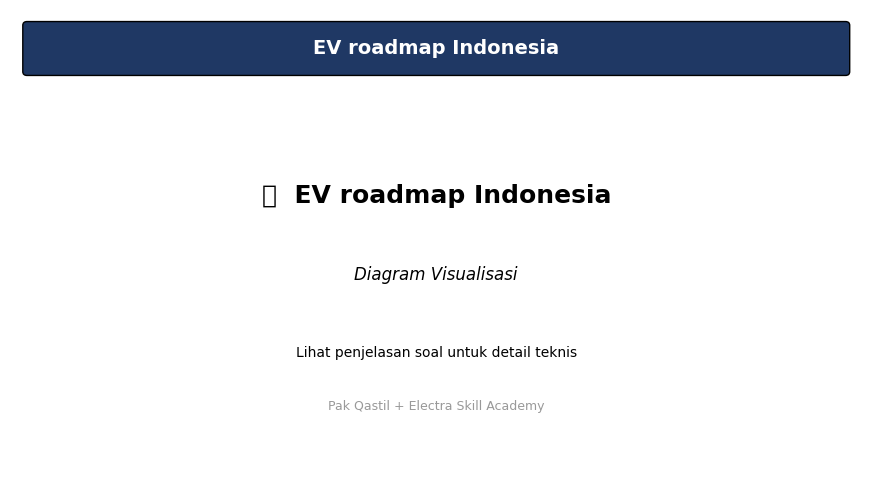 EV roadmap Indonesia
EV roadmap Indonesia
Diagram Visualisasi
Lihat penjelasan soal untuk detail teknis
Pak Qastil + Electra Skill Academy